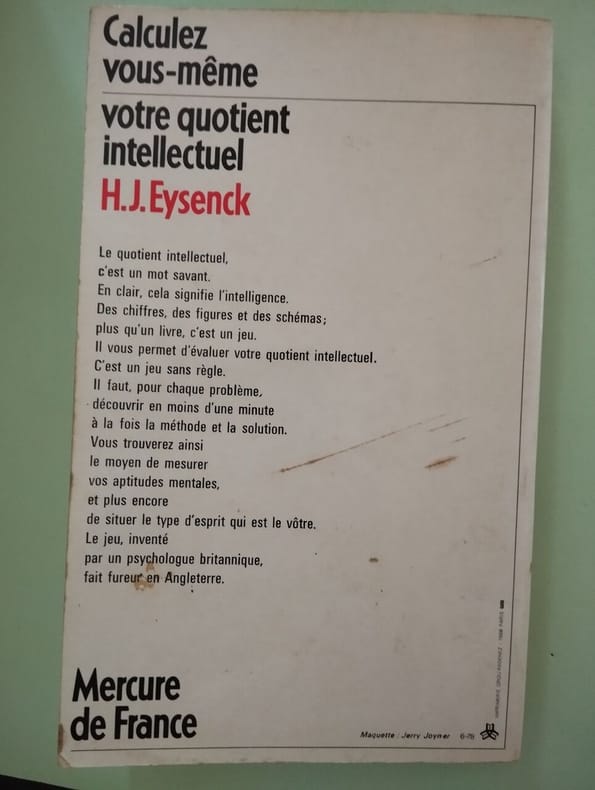 Calculez
vous-même
votre quotient
intellectuel
H.J. Eysenck
Le quotient intellectuel,
c'est un mot savant.
En clair, cela signifie l'intelligence.
Des chiffres, des figures et des schémas;
plus qu'un livre, c'est un jeu.
Il vous permet d'évaluer votre quotient intellectuel.
C'est un jeu sans règle.
Il faut, pour chaque problème,
découvrir en moins d'une minute
à la fois la méthode et la solution.
Vous trouverez ainsi
le moyen de mesurer
vos aptitudes mentales,
et plus encore
de situer le type d'esprit qui est le vôtre.
Le jeu, inventé
par un psychologue britannique,
fait fureur en Angleterre.
Mercure
de France
Maquette : Jerry Joyner 6-76
IMPRIMERIE PARIS